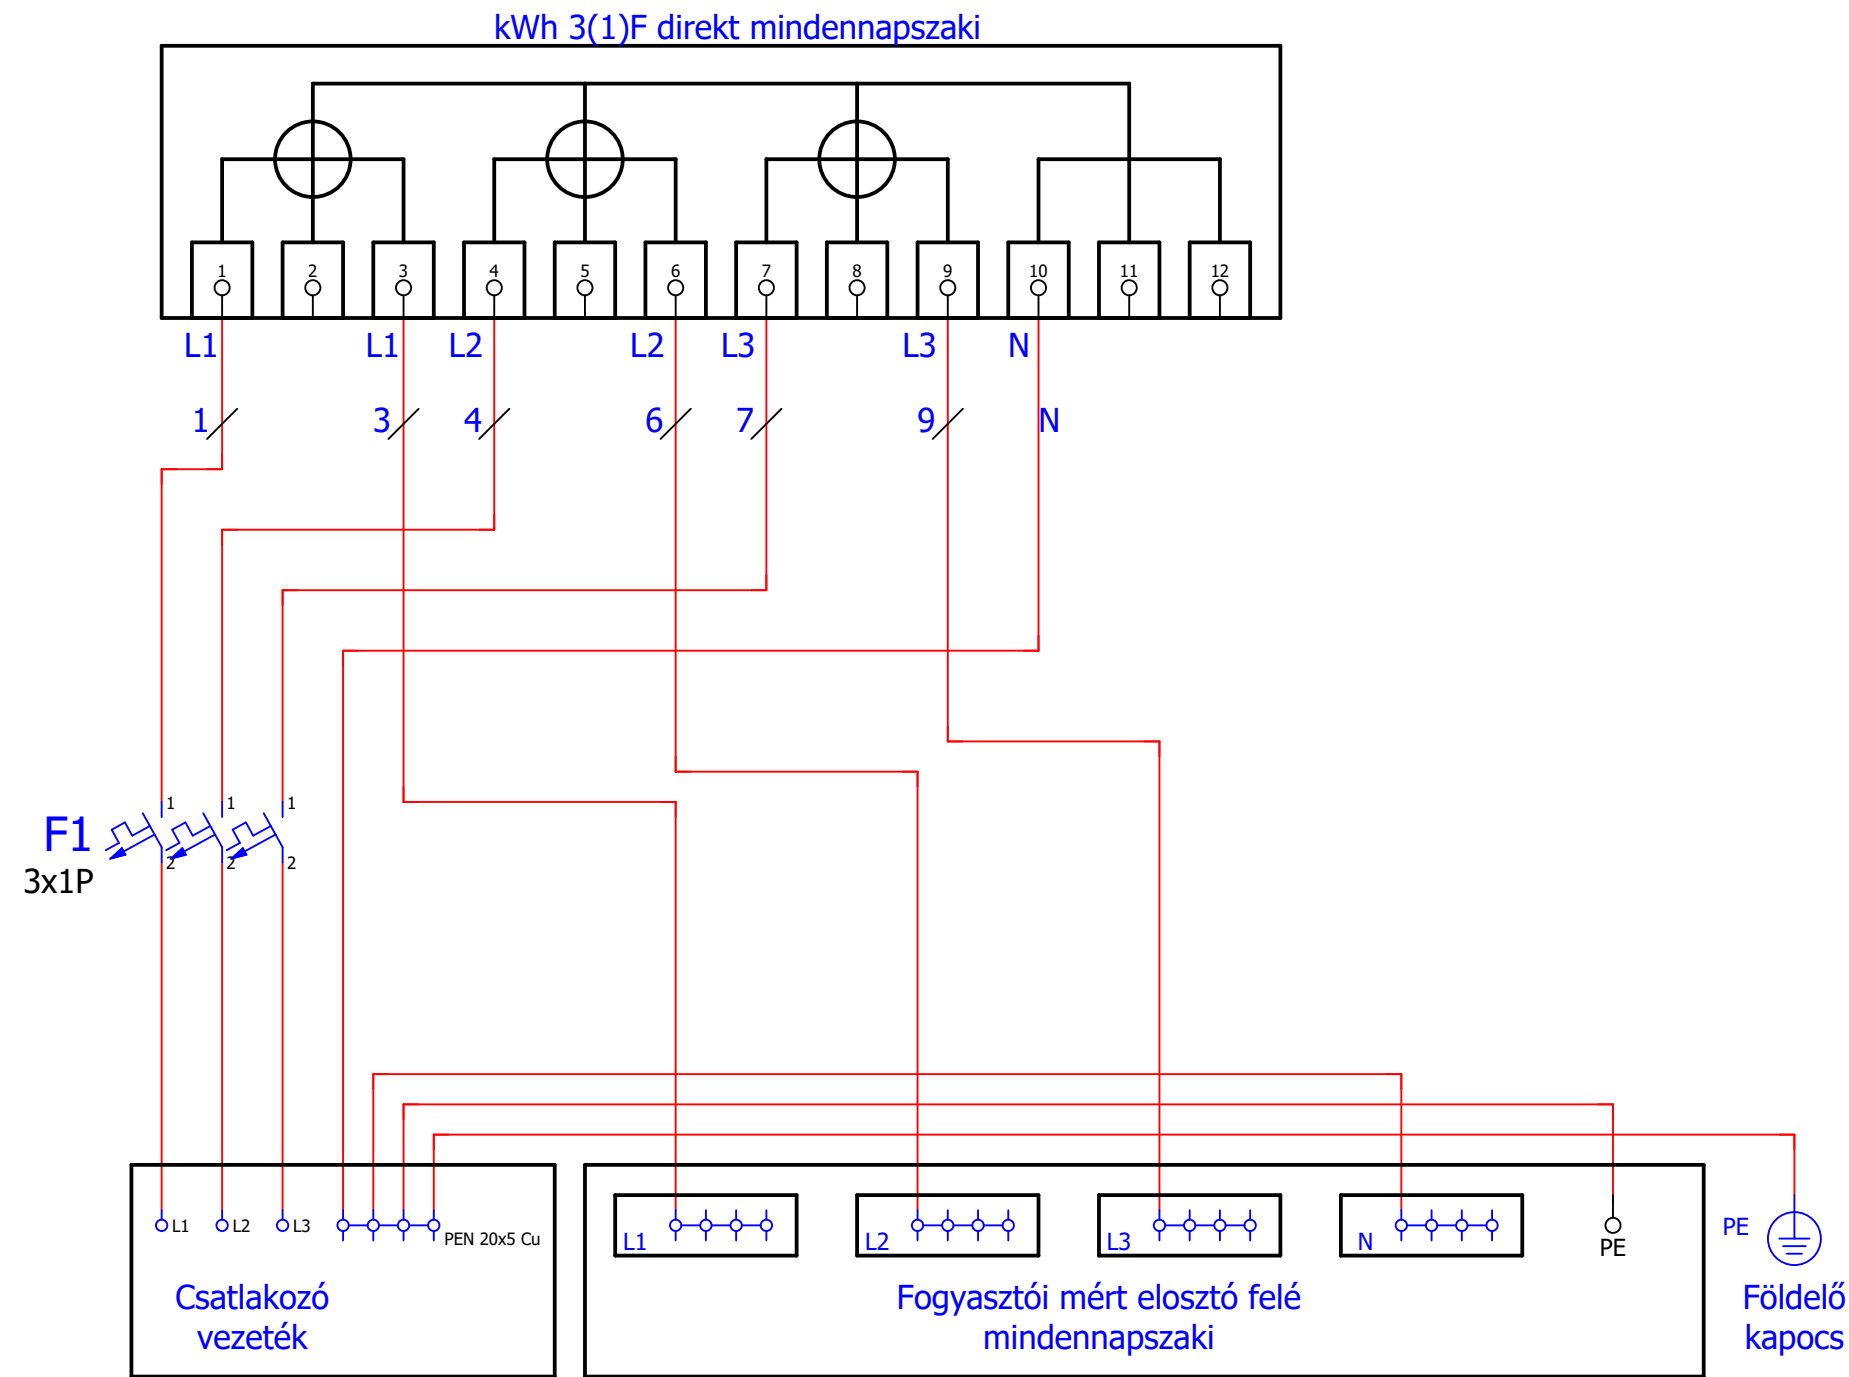 kWh 3(1)F direkt mindennapszaki
1 2 3 4 5 6 7 8 9 10 11 12
L1 L1 L2 L2 L3 L3 N
1 3 4 6 7 9 N
1 1 1
F1
2 2 2
3x1P
L1 L2 L3 PEN 20x5 Cu
L1 L2 L3 N PE PE
Csatlakozó
vezeték
Fogyasztói mért elosztó felé
mindennapszaki
Földelő
kapocs